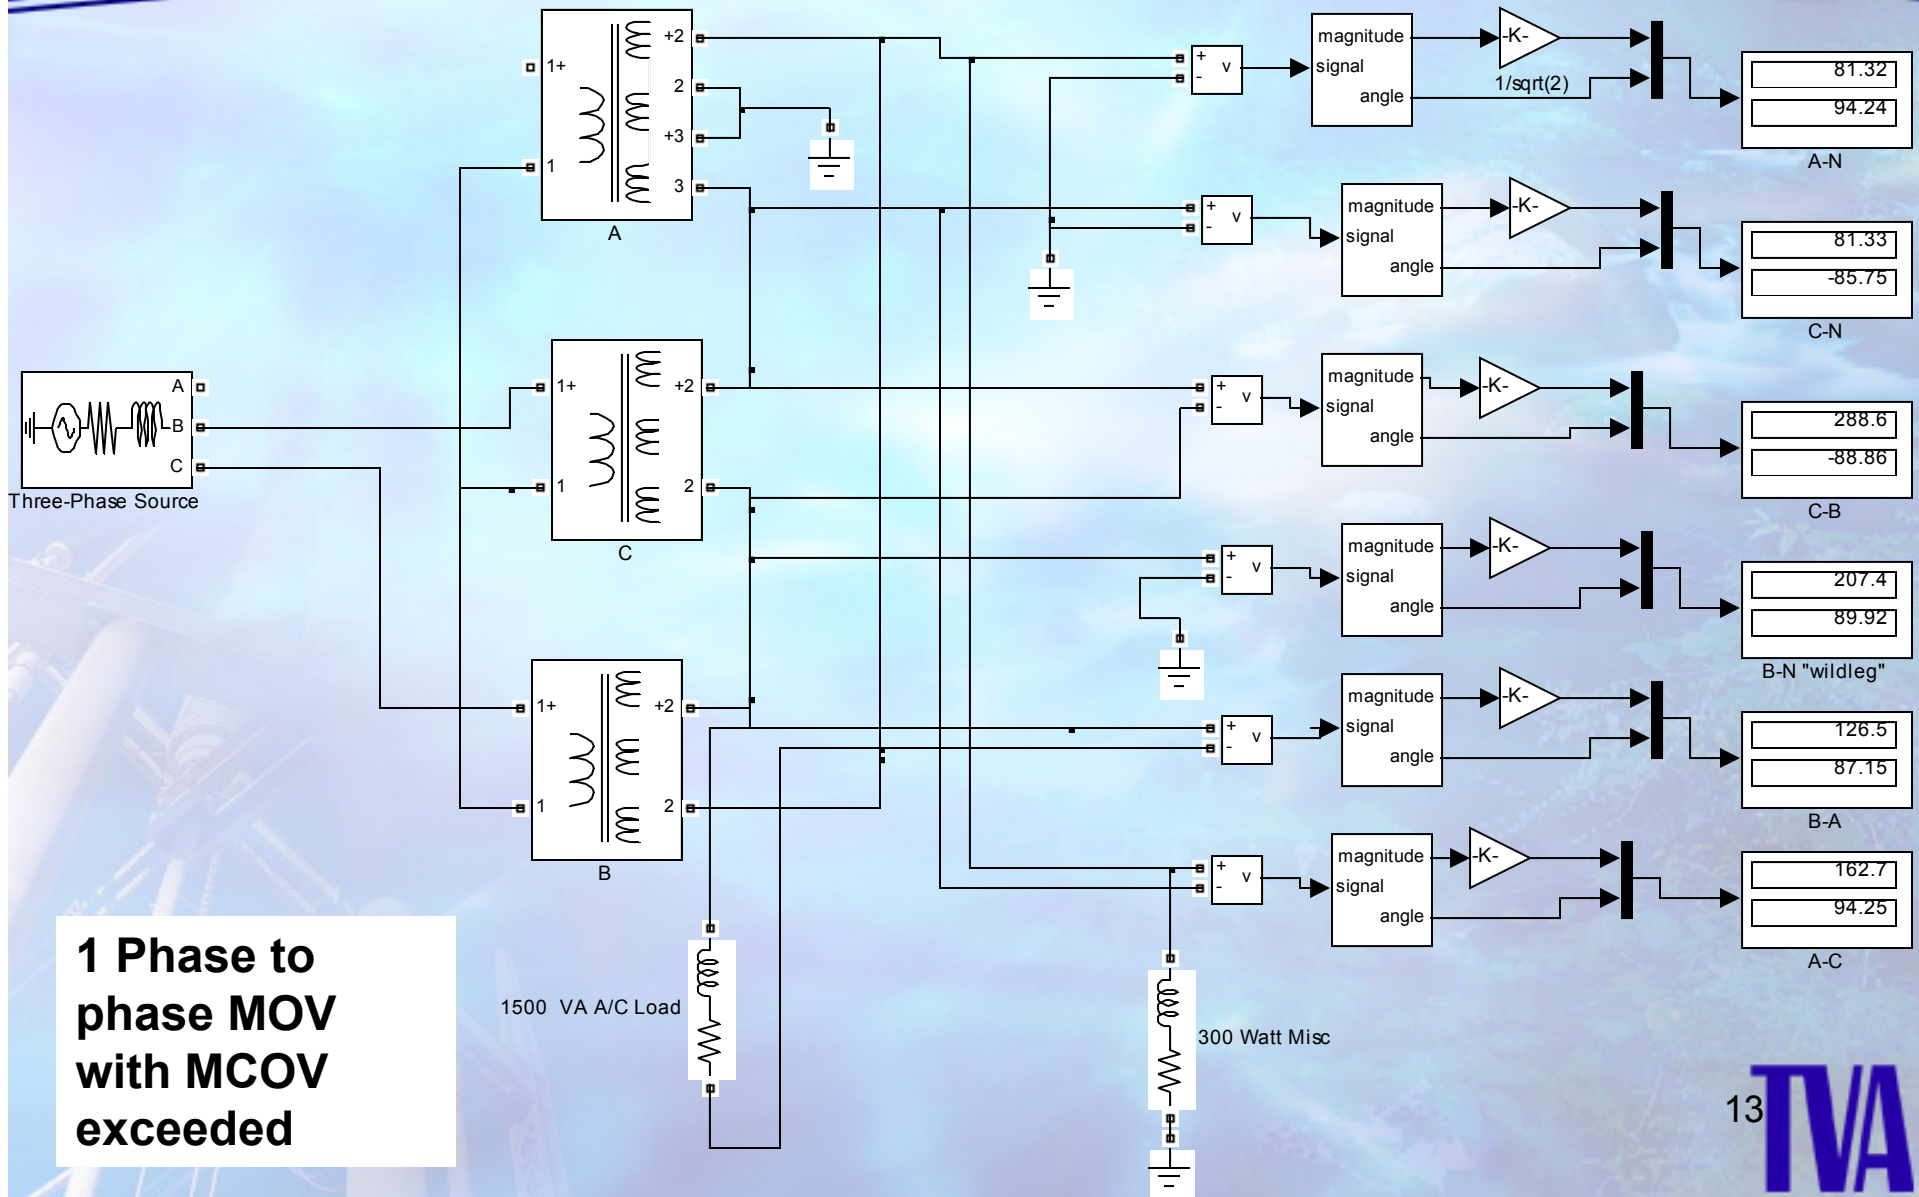 +2
1+
2
+3
1
3
A
magnitude
signal
angle
-K-
1/sqrt(2)
+
-
v
81.32
94.24
A-N
+
-
v
magnitude
signal
angle
-K-
81.33
-85.75
C-N
A
B
C
Three-Phase Source
1+
+2
1
2
C
+
-
v
magnitude
signal
angle
-K-
288.6
-88.86
C-B
+
-
v
magnitude
signal
angle
-K-
207.4
89.92
B-N "wildleg"
1+
+2
1
2
B
+
-
v
magnitude
signal
angle
-K-
126.5
87.15
B-A
+
-
v
magnitude
signal
angle
-K-
162.7
94.25
A-C
1500 VA A/C Load
300 Watt Misc
1 Phase to
phase MOV
with MCOV
exceeded
13
TVA